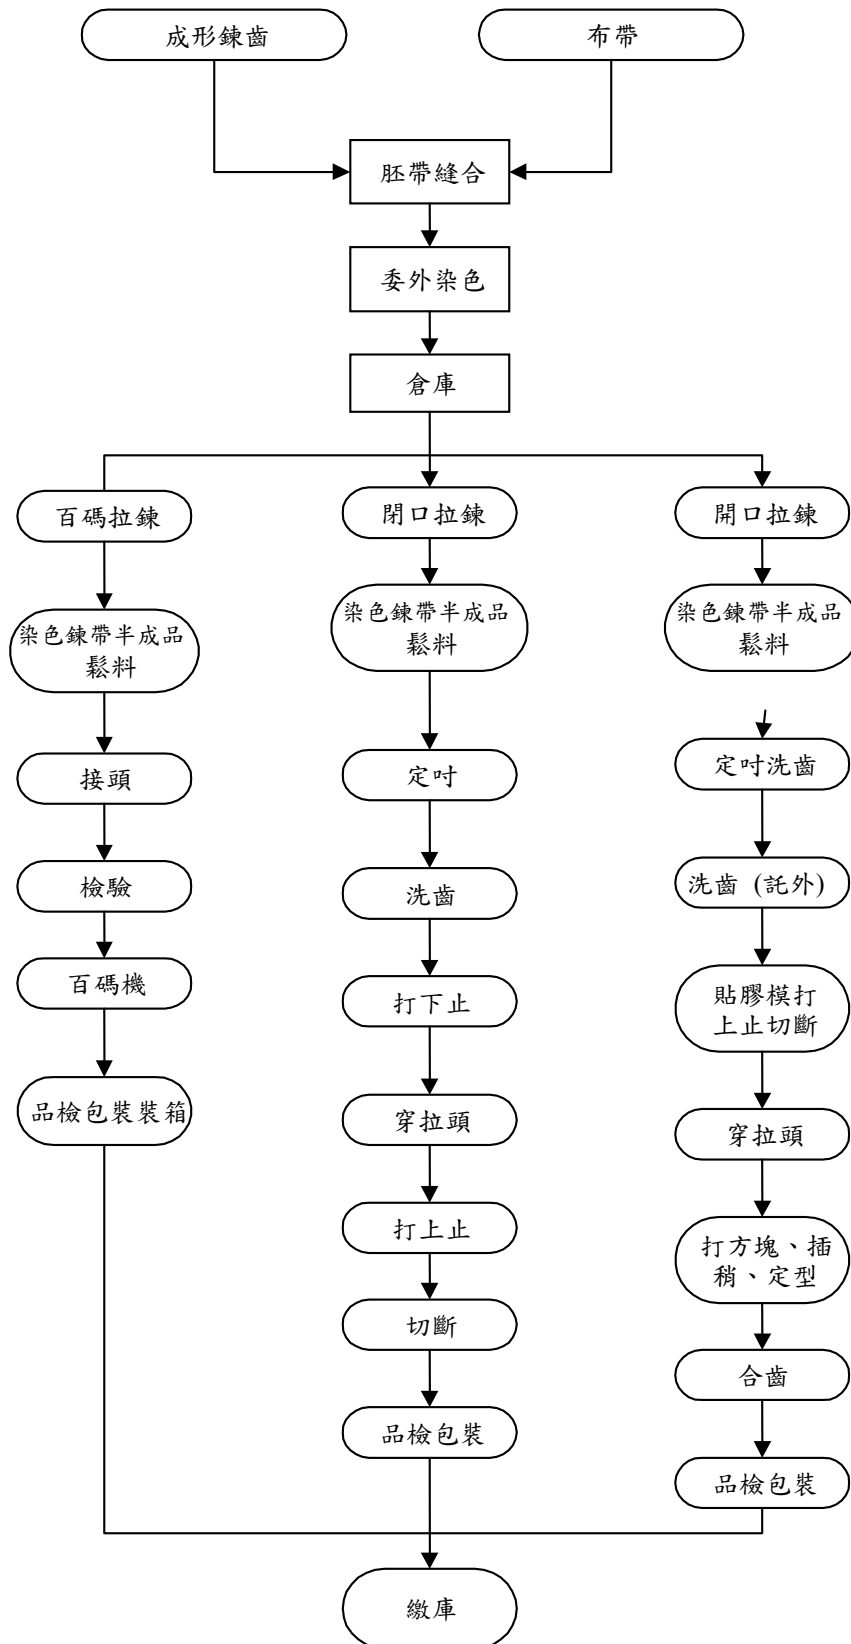 成形鍊齒
布帶
胚帶縫合
委外染色
倉庫
百碼拉鍊
染色鍊帶半成品
鬆料
接頭
檢驗
百碼機
品檢包裝裝箱
閉口拉鍊
染色鍊帶半成品
鬆料
定吋
洗齒
打下止
穿拉頭
打上止
切斷
品檢包裝
開口拉鍊
染色鍊帶半成品
鬆料
定吋洗齒
洗齒 (託外)
貼膠模打
上止切斷
穿拉頭
打方塊、插
稍、定型
合齒
品檢包裝
繳庫